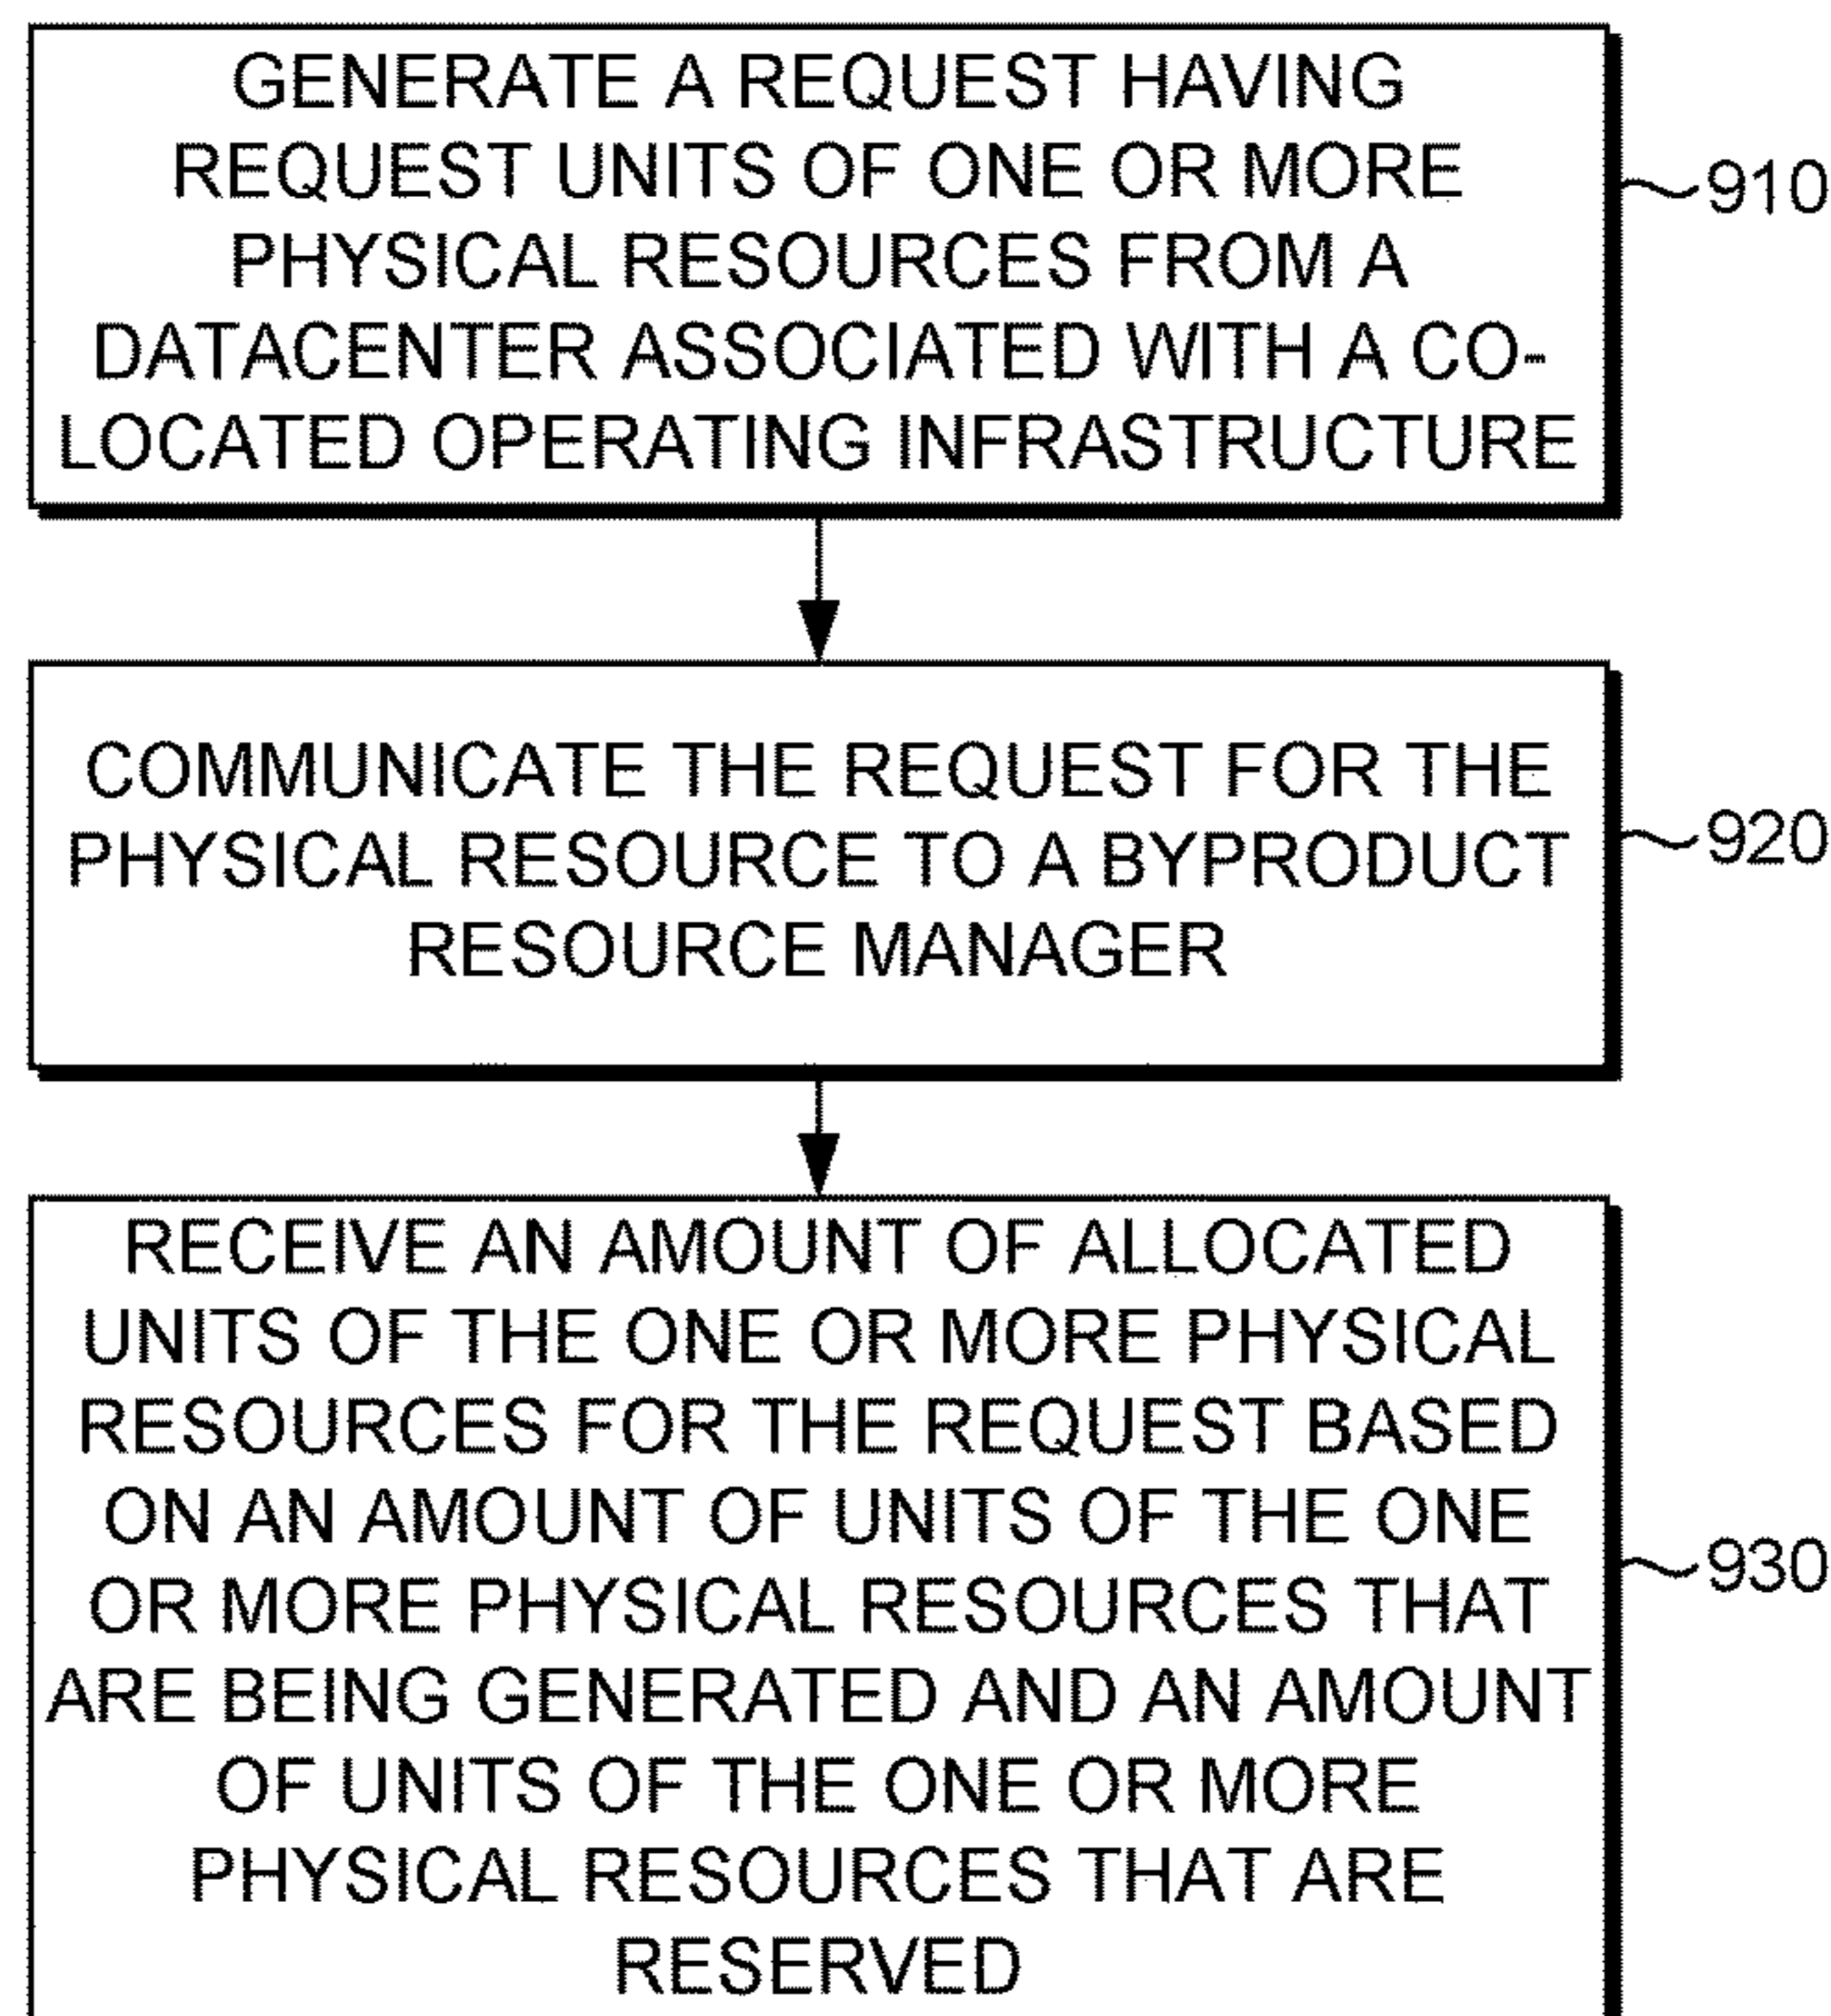 GENERATE A REQUEST HAVING
REQUEST UNITS OF ONE OR MORE
PHYSICAL RESOURCES FROM A
DATACENTER ASSOCIATED WITH A CO-
LOCATED OPERATING INFRASTRUCTURE
910
COMMUNICATE THE REQUEST FOR THE
PHYSICAL RESOURCE TO A BYPRODUCT
RESOURCE MANAGER
920
RECEIVE AN AMOUNT OF ALLOCATED
UNITS OF THE ONE OR MORE PHYSICAL
RESOURCES FOR THE REQUEST BASED
ON AN AMOUNT OF UNITS OF THE ONE
OR MORE PHYSICAL RESOURCES THAT
ARE BEING GENERATED AND AN AMOUNT
OF UNITS OF THE ONE OR MORE
PHYSICAL RESOURCES THAT ARE
RESERVED
930